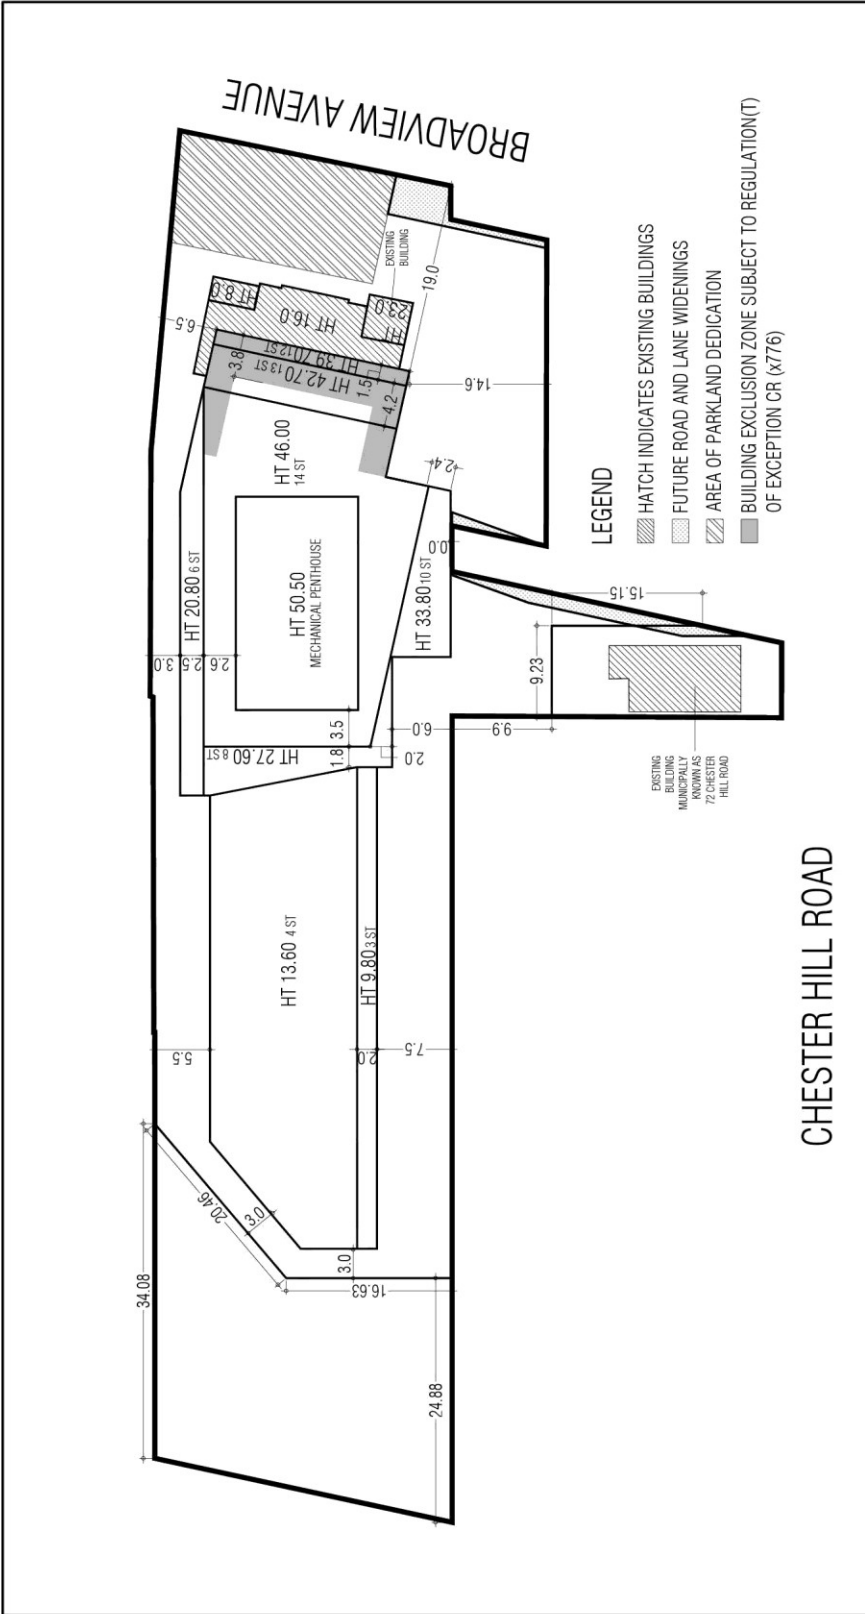 BROADVIEW AVENUE
6.5
HT 8.0
HT 16.0
HT
23.0
EXISTING
BUILDING
19.0
HT 39.70 12 ST
HT 42.70 13 ST
3.8
1.5
4.2
14.6
HT 46.00
14 ST
2.4
HT 20.80 6 ST
HT 50.50
MECHANICAL PENTHOUSE
HT 33.80 10 ST
0.0
3.0
2.5
2.6
15.15
9.23
3.5
1.8
HT 27.60 8 ST
2.0
6.0
9.9
EXISTING
BUILDING
MUNICIPALLY
KNOWN AS
72 CHESTER
HILL ROAD
HT 13.60 4 ST
HT 9.80 3 ST
5.5
2.0
7.5
20.46
3.0
3.0
34.08
16.63
24.88
LEGEND
HATCH INDICATES EXISTING BUILDINGS
FUTURE ROAD AND LANE WIDENINGS
AREA OF PARKLAND DEDICATION
BUILDING EXCLUSION ZONE SUBJECT TO REGULATION(T)
OF EXCEPTION CR (x776)
CHESTER HILL ROAD